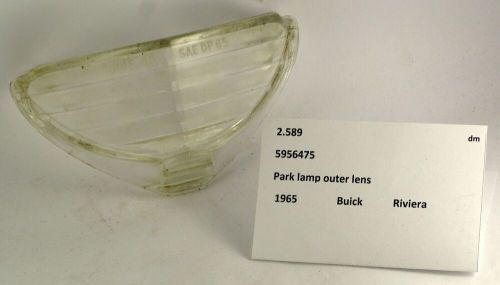 SAE DP 65
2.589 dm
5956475
Park lamp outer lens
1965 Buick Riviera